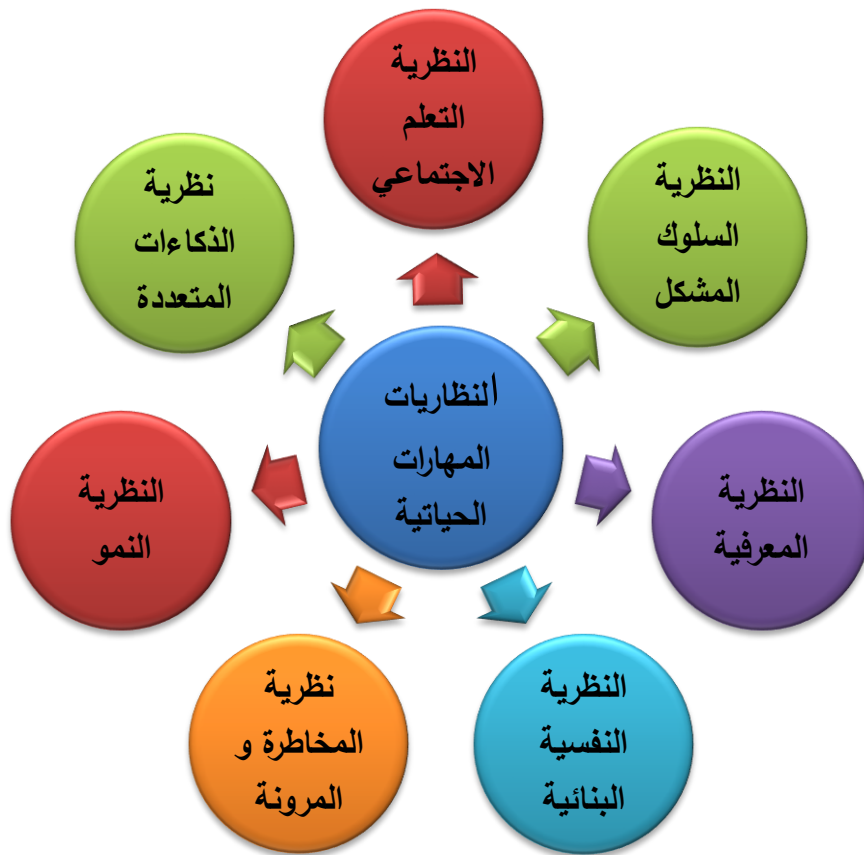 النظرية
التعلم
الاجتماعي
النظرية
السلوك
المشكل
نظرية
الذكاءات
المتعددة
النظاريات
المهارات
الحياتية
النظرية
المعرفية
النظرية
النمو
النظرية
النفسية
البنائية
نظرية
المخاطرة و
المرونة